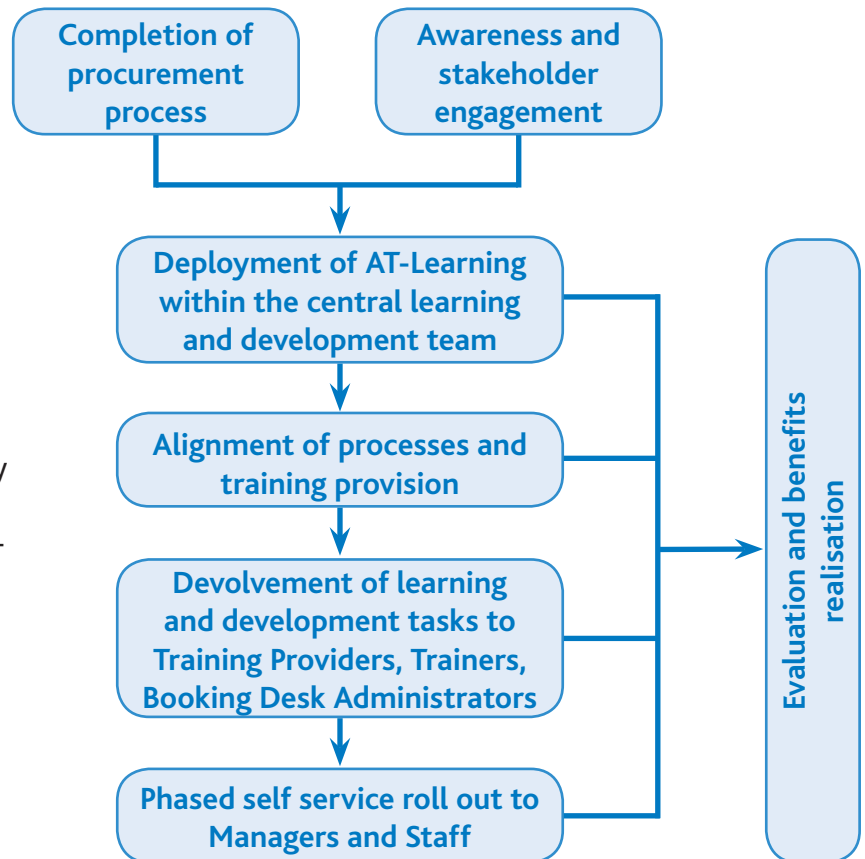 Completion of
procurement
process
Awareness and
stakeholder
engagement
Deployment of AT-Learning
within the central learning
and development team
Alignment of processes and
training provision
Devolvement of learning
and development tasks to
Training Providers, Trainers,
Booking Desk Administrators
Phased self service roll out to
Managers and Staff
Evaluation and benefits
realisation